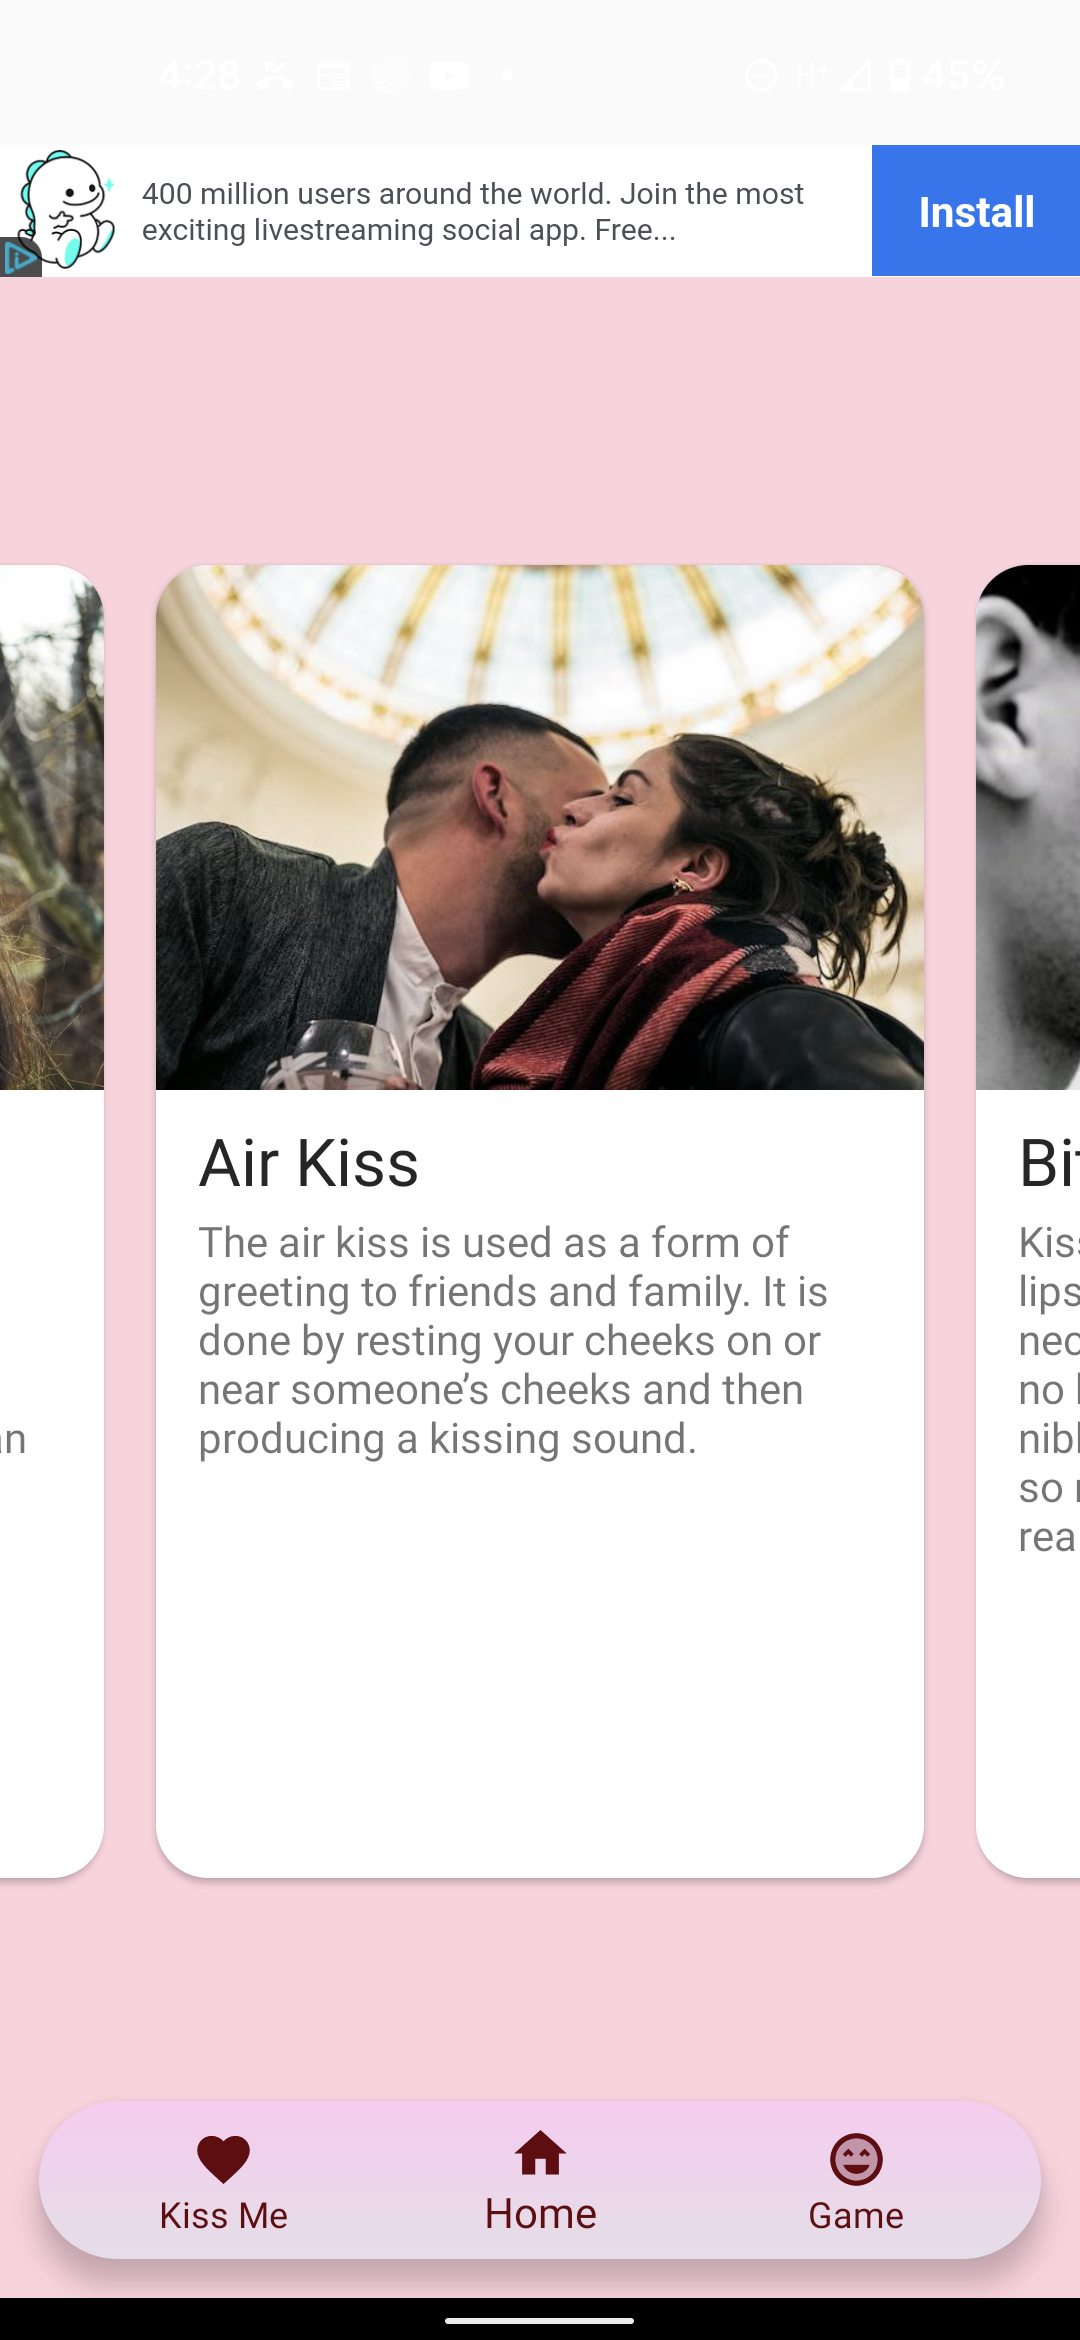 4:28
H+
45%
400 million users around the world. Join the most
exciting livestreaming social app. Free...
Install
Air Kiss
The air kiss is used as a form of
greeting to friends and family. It is
done by resting your cheeks on or
near someone’s cheeks and then
producing a kissing sound.
an
Bit
Kiss
lips
nec
no
nibl
so
rea
Kiss Me
Home
Game